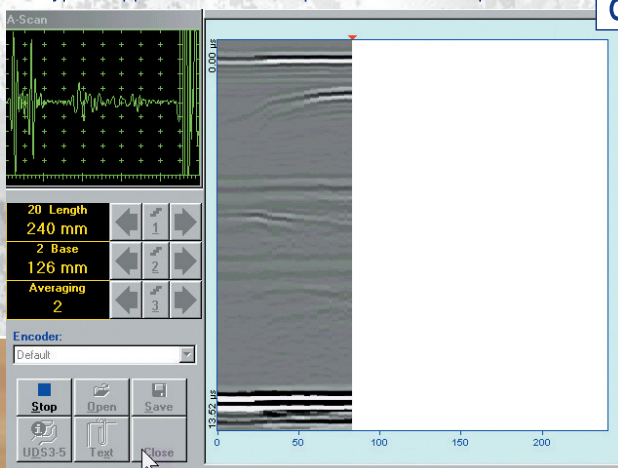 A-Scan
20 Length
240 mm
1
2 Base
126 mm
2
Averaging
2
3
Encoder:
Default
Stop
Open
Save
UDS3-5
Text
Close
0.00 µs
13.52 µs
0
50
100
150
200